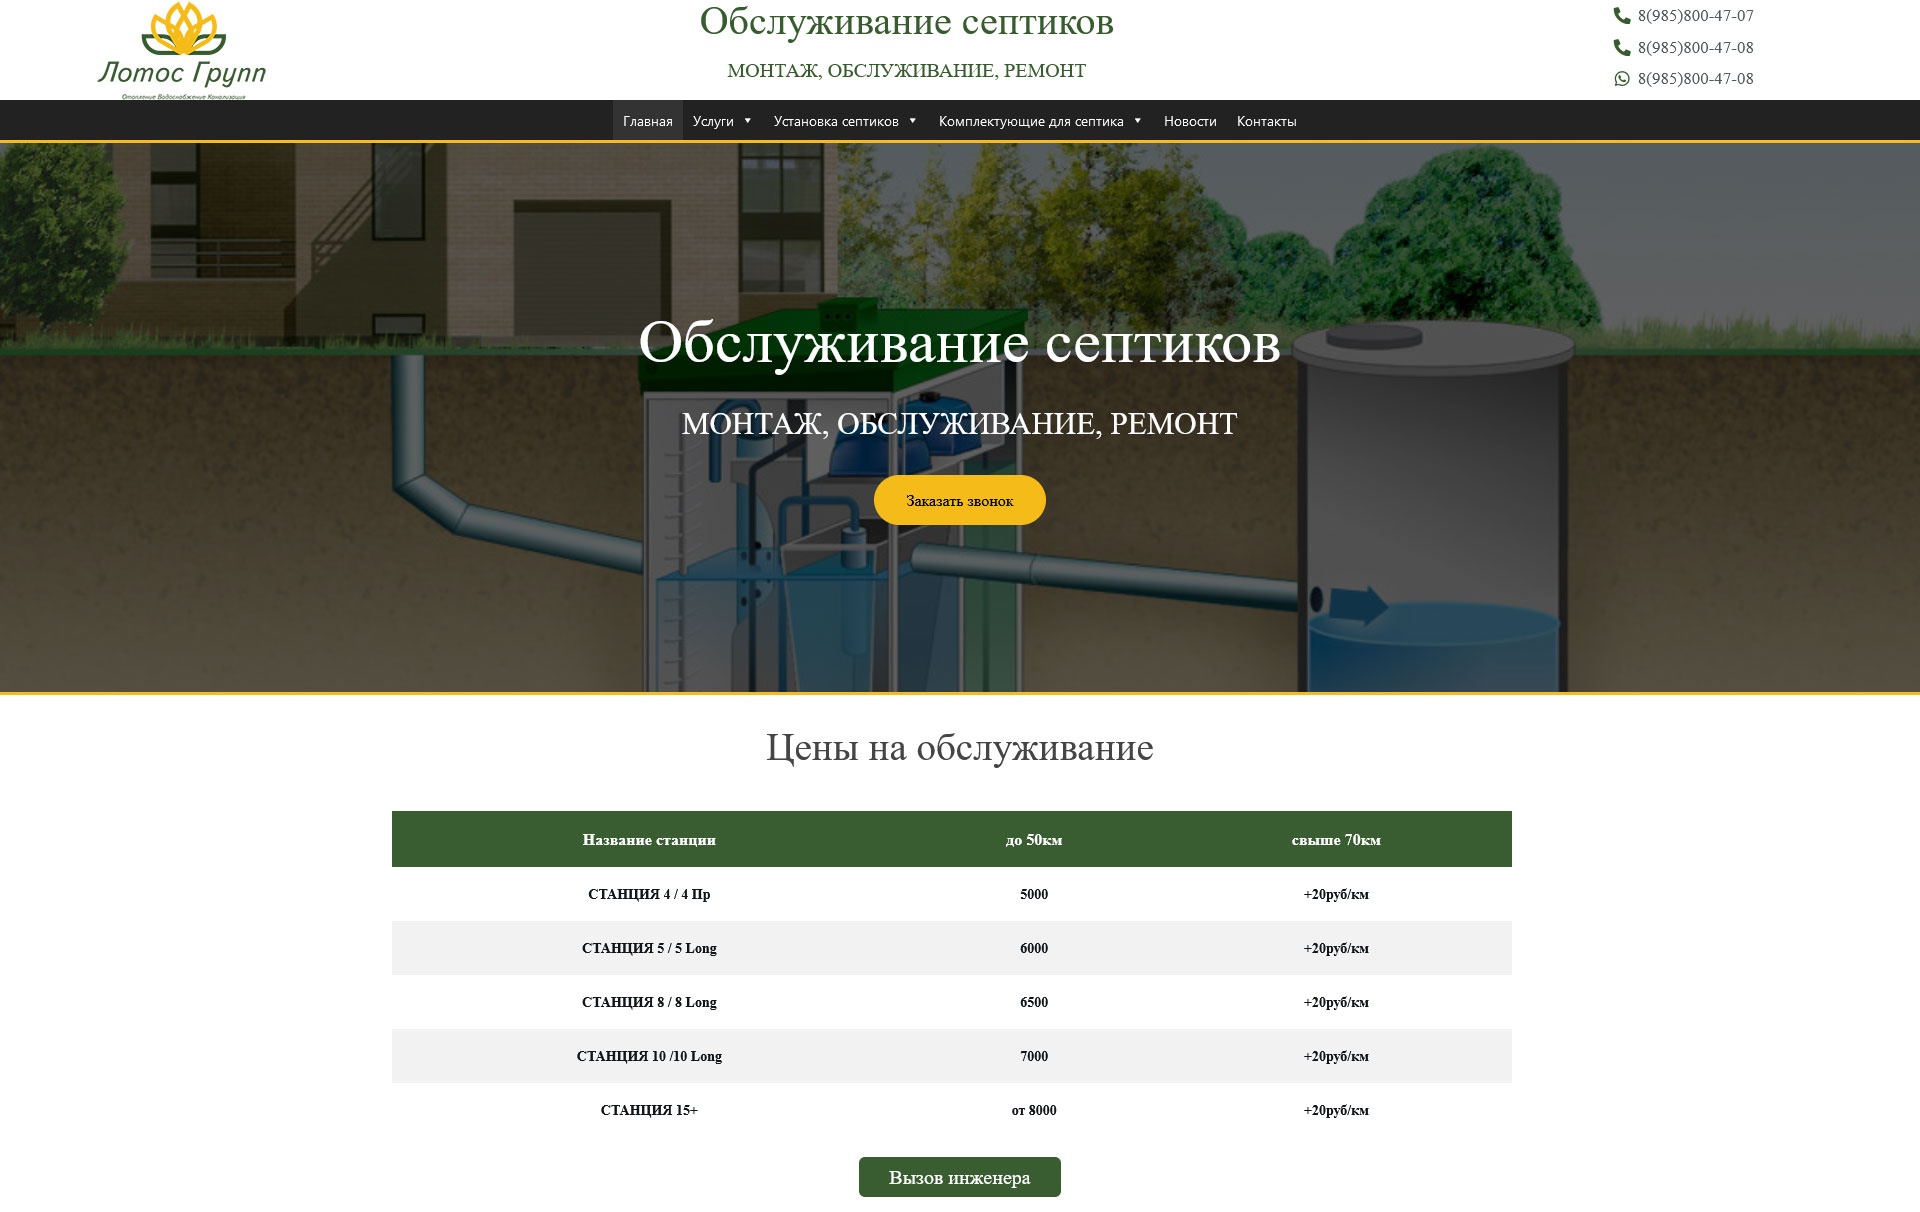 Лотос Групп
Отопление Водоснабжение Канализация
Обслуживание септиков
МОНТАЖ, ОБСЛУЖИВАНИЕ, РЕМОНТ
8(985)800-47-07
8(985)800-47-08
8(985)800-47-08
Главная Услуги Установка септиков Комплектующие для септика Новости Контакты
Обслуживание септиков
МОНТАЖ, ОБСЛУЖИВАНИЕ, РЕМОНТ
Заказать звонок
Цены на обслуживание
Название станции до 50км свыше 70км
СТАНЦИЯ 4 / 4 Пр 5000 +20руб/км
СТАНЦИЯ 5 / 5 Long 6000 +20руб/км
СТАНЦИЯ 8 / 8 Long 6500 +20руб/км
СТАНЦИЯ 10 /10 Long 7000 +20руб/км
СТАНЦИЯ 15+ от 8000 +20руб/км
Вызов инженера